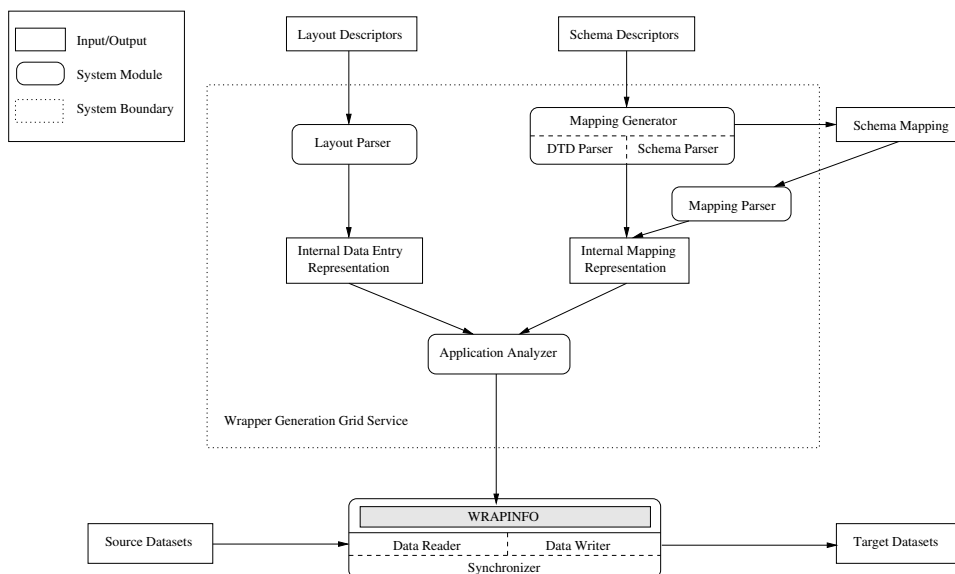 Input/Output
System Module
System Boundary
Layout Descriptors
Schema Descriptors
Layout Parser
Mapping Generator
DTD Parser
Schema Parser
Schema Mapping
Mapping Parser
Internal Data Entry
Representation
Internal Mapping
Representation
Application Analyzer
Wrapper Generation Grid Service
WRAPINFO
Source Datasets
Data Reader
Data Writer
Target Datasets
Synchronizer